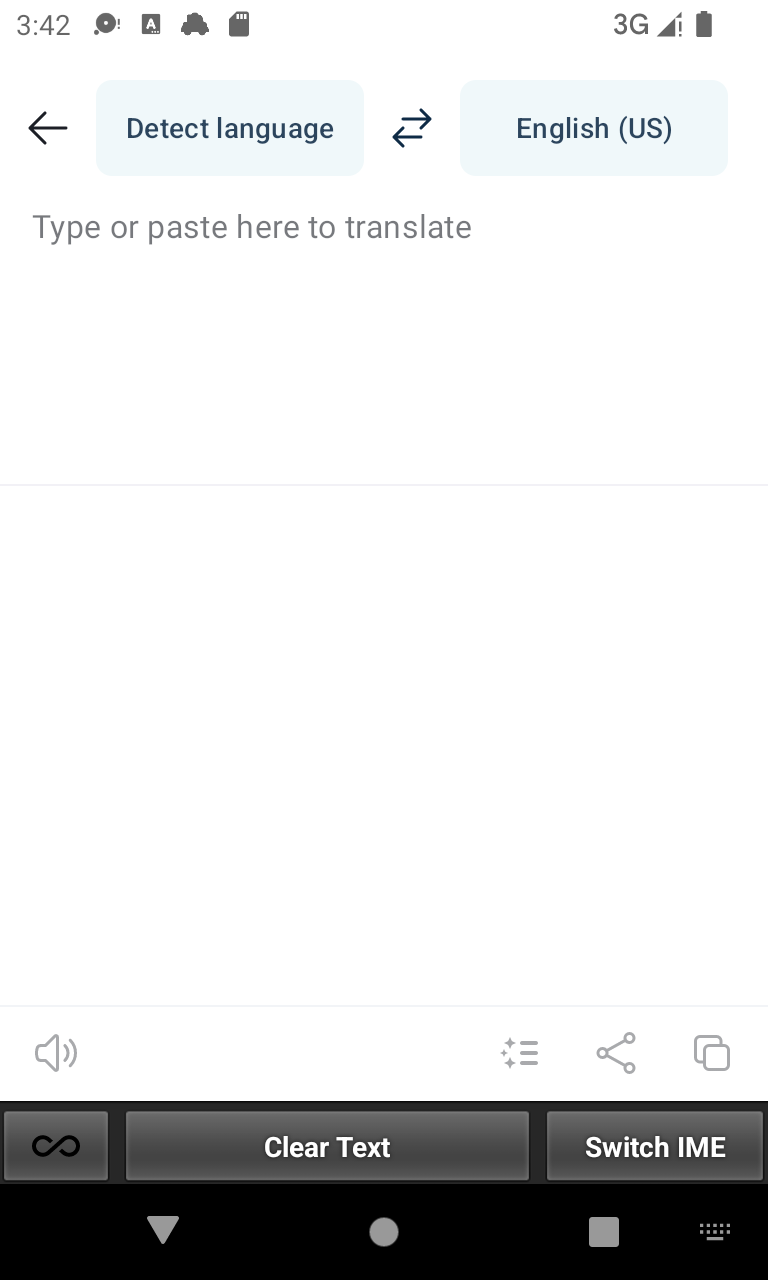 3:42
3G
Detect language
English (US)
Type or paste here to translate
Clear Text
Switch IME